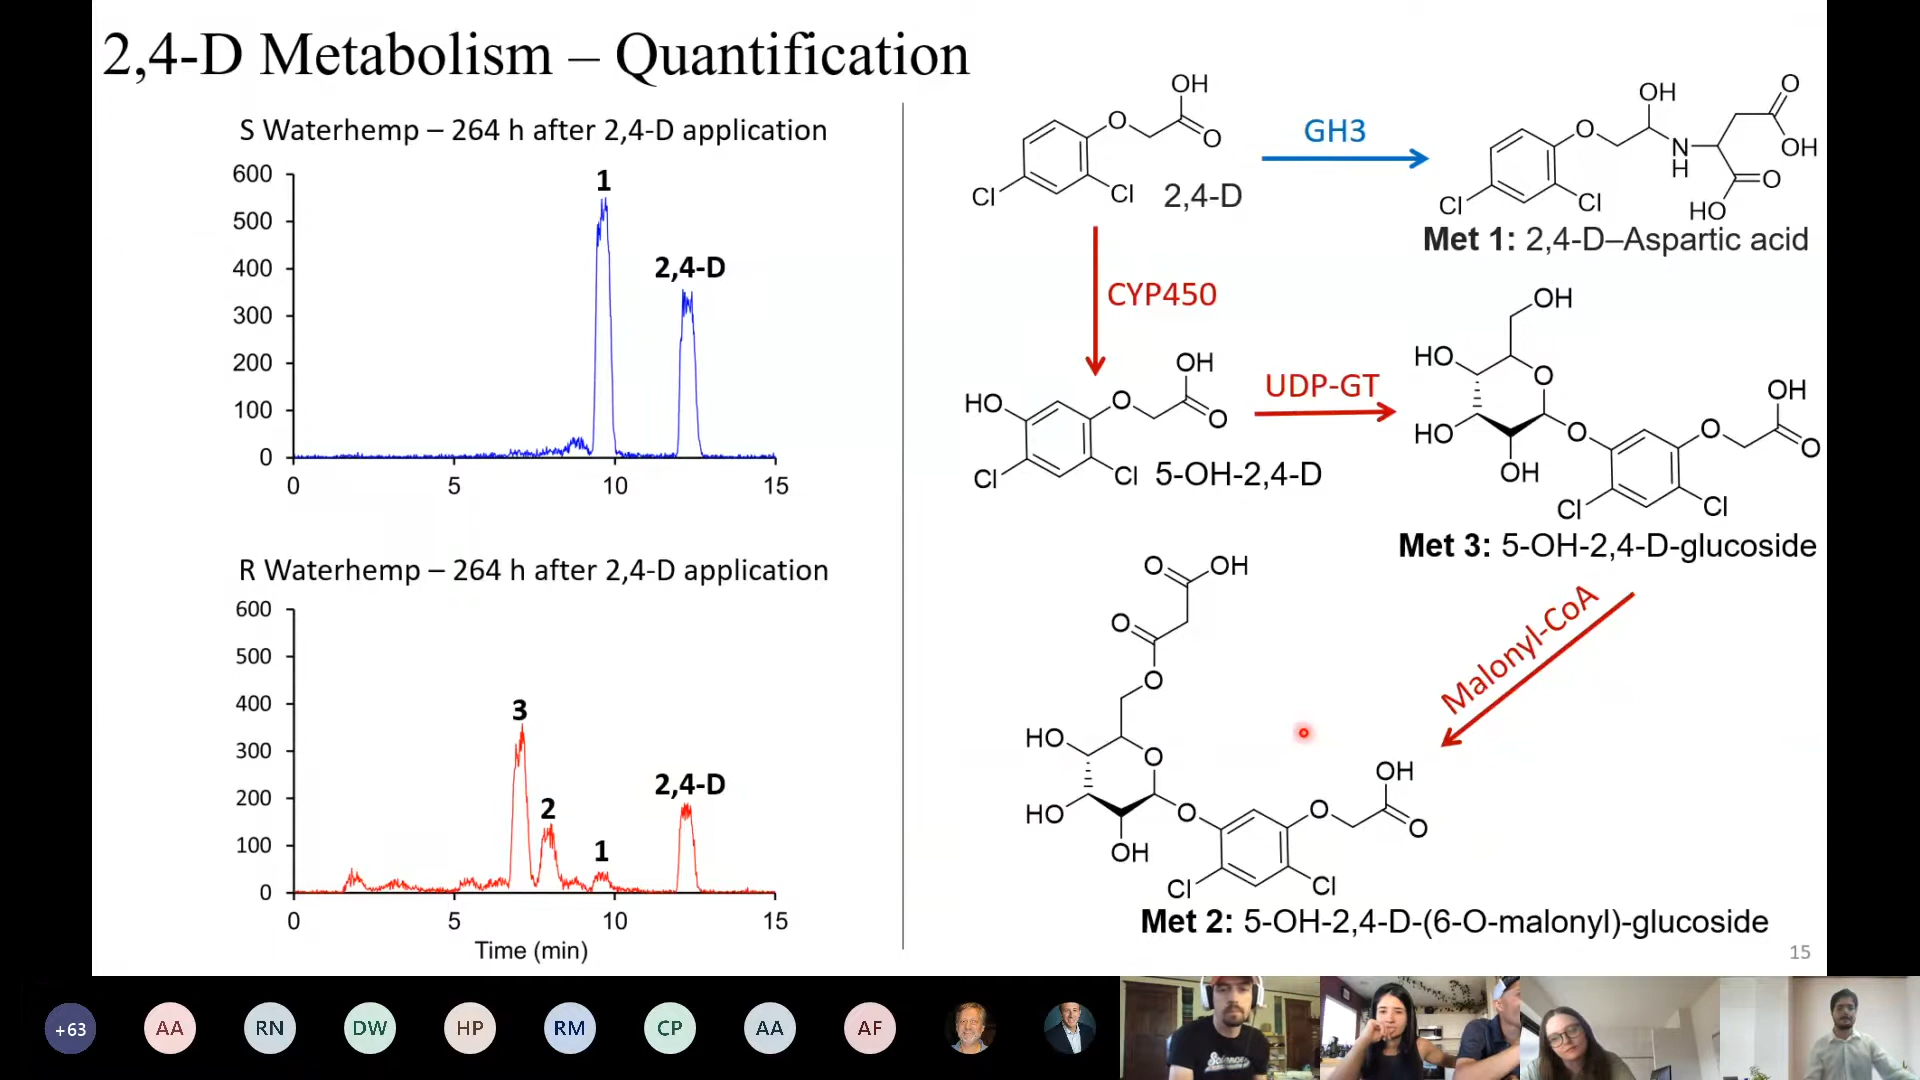 2,4-D Metabolism – Quantification
S Waterhemp – 264 h after 2,4-D application
600
500
400
300
200
100
0
0
5
10
15
1
2,4-D
R Waterhemp – 264 h after 2,4-D application
600
500
400
300
200
100
0
0
5
10
15
3
2
1
2,4-D
Time (min)
OH
O
O
Cl
Cl
2,4-D
GH3
OH
O
O
OH
N
H
O
HO
Cl
Cl
Met 1: 2,4-D–Aspartic acid
CYP450
HO
OH
O
O
Cl
Cl
5-OH-2,4-D
UDP-GT
OH
HO
O
HO
OH
O
O
OH
O
Cl
Cl
Met 3: 5-OH-2,4-D-glucoside
Malonyl-CoA
O
OH
O
O
HO
O
HO
OH
O
O
OH
O
Cl
Cl
Met 2: 5-OH-2,4-D-(6-O-malonyl)-glucoside
15
+63
AA
RN
DW
HP
RM
CP
AA
AF